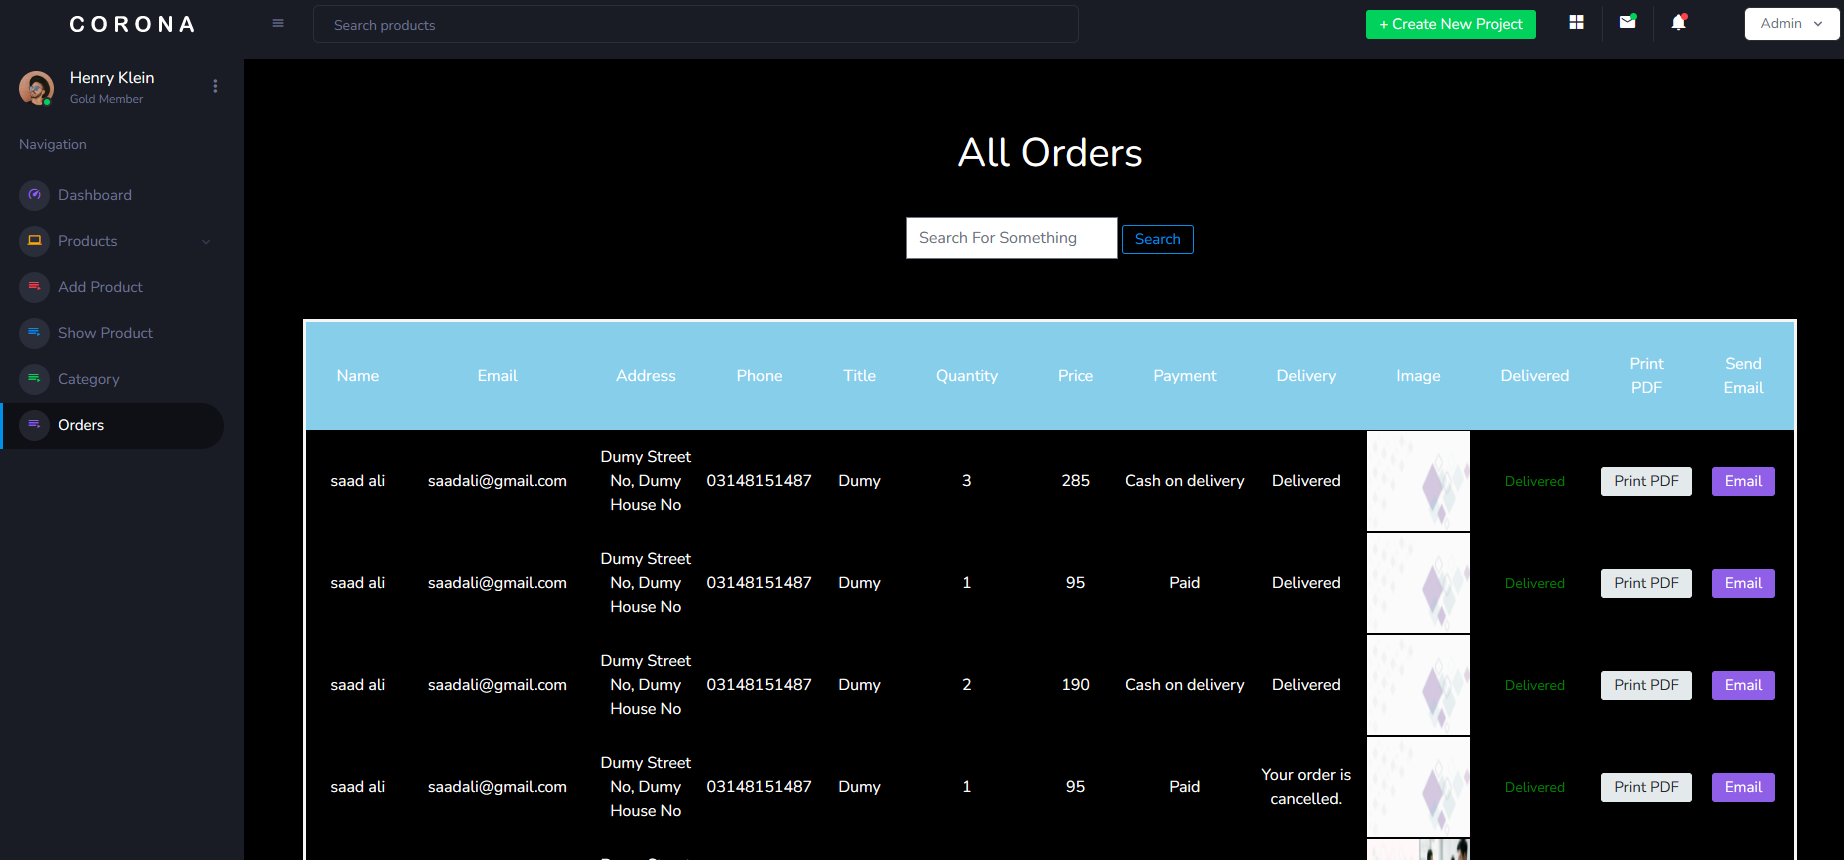 CORONA
Search products
+ Create New Project
Admin
Henry Klein
Gold Member
Navigation
Dashboard
Products
Add Product
Show Product
Category
Orders
All Orders
Search For Something
Search
Name Email Address Phone Title Quantity Price Payment Delivery Image Delivered Print PDF Send Email
saad ali saadali@gmail.com Dumy Street No, Dumy House No 03148151487 Dumy 3 285 Cash on delivery Delivered Delivered Print PDF Email
saad ali saadali@gmail.com Dumy Street No, Dumy House No 03148151487 Dumy 1 95 Paid Delivered Delivered Print PDF Email
saad ali saadali@gmail.com Dumy Street No, Dumy House No 03148151487 Dumy 2 190 Cash on delivery Delivered Delivered Print PDF Email
saad ali saadali@gmail.com Dumy Street No, Dumy House No 03148151487 Dumy 1 95 Paid Your order is cancelled. Delivered Print PDF Email